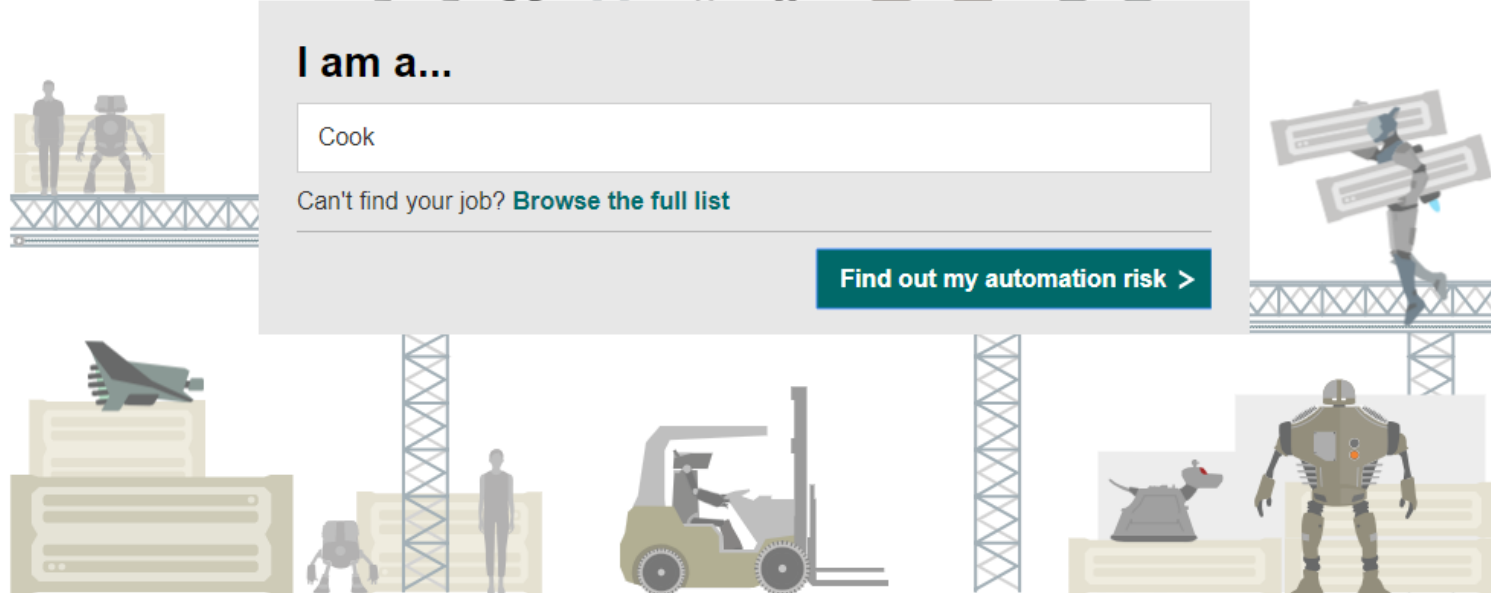 I am a...
Cook
Can't find your job? Browse the full list
Find out my automation risk >